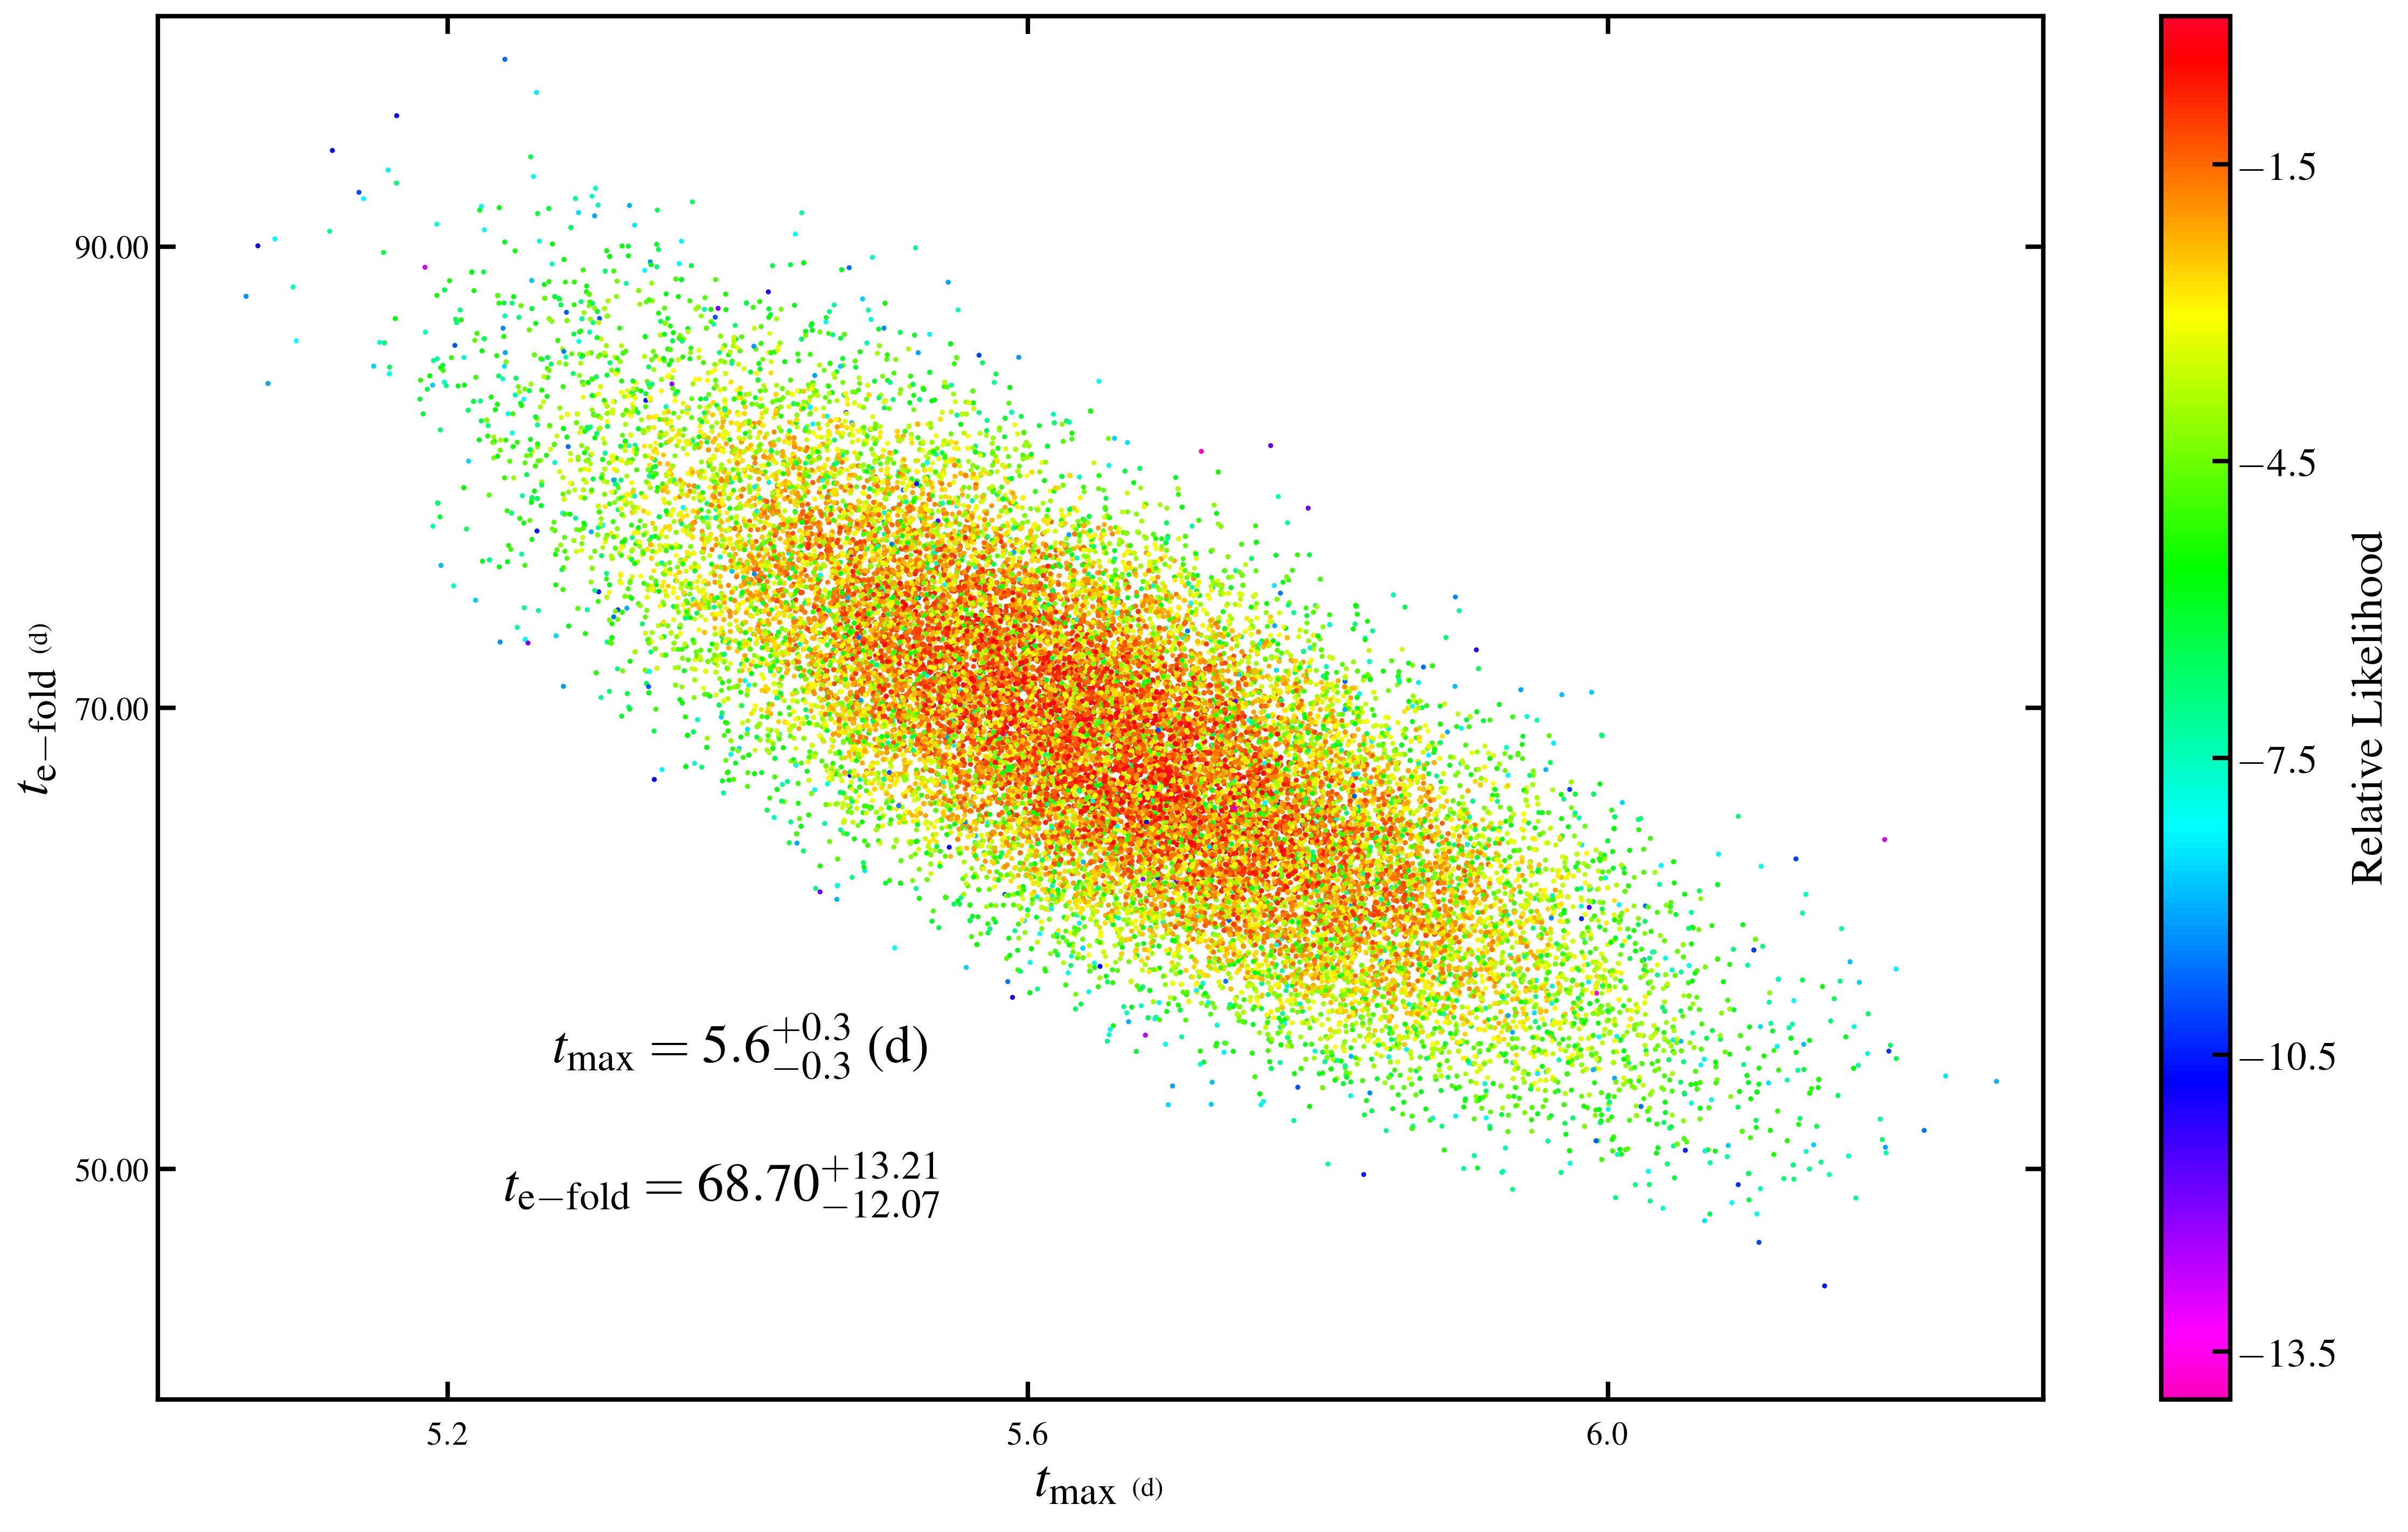 90.00
70.00
50.00
t_e−fold (d)
t_max = 5.6^{+0.3}_{−0.3} (d)
t_e−fold = 68.70^{+13.21}_{−12.07}
5.2
5.6
6.0
t_max (d)
−1.5
−4.5
−7.5
−10.5
−13.5
Relative Likelihood